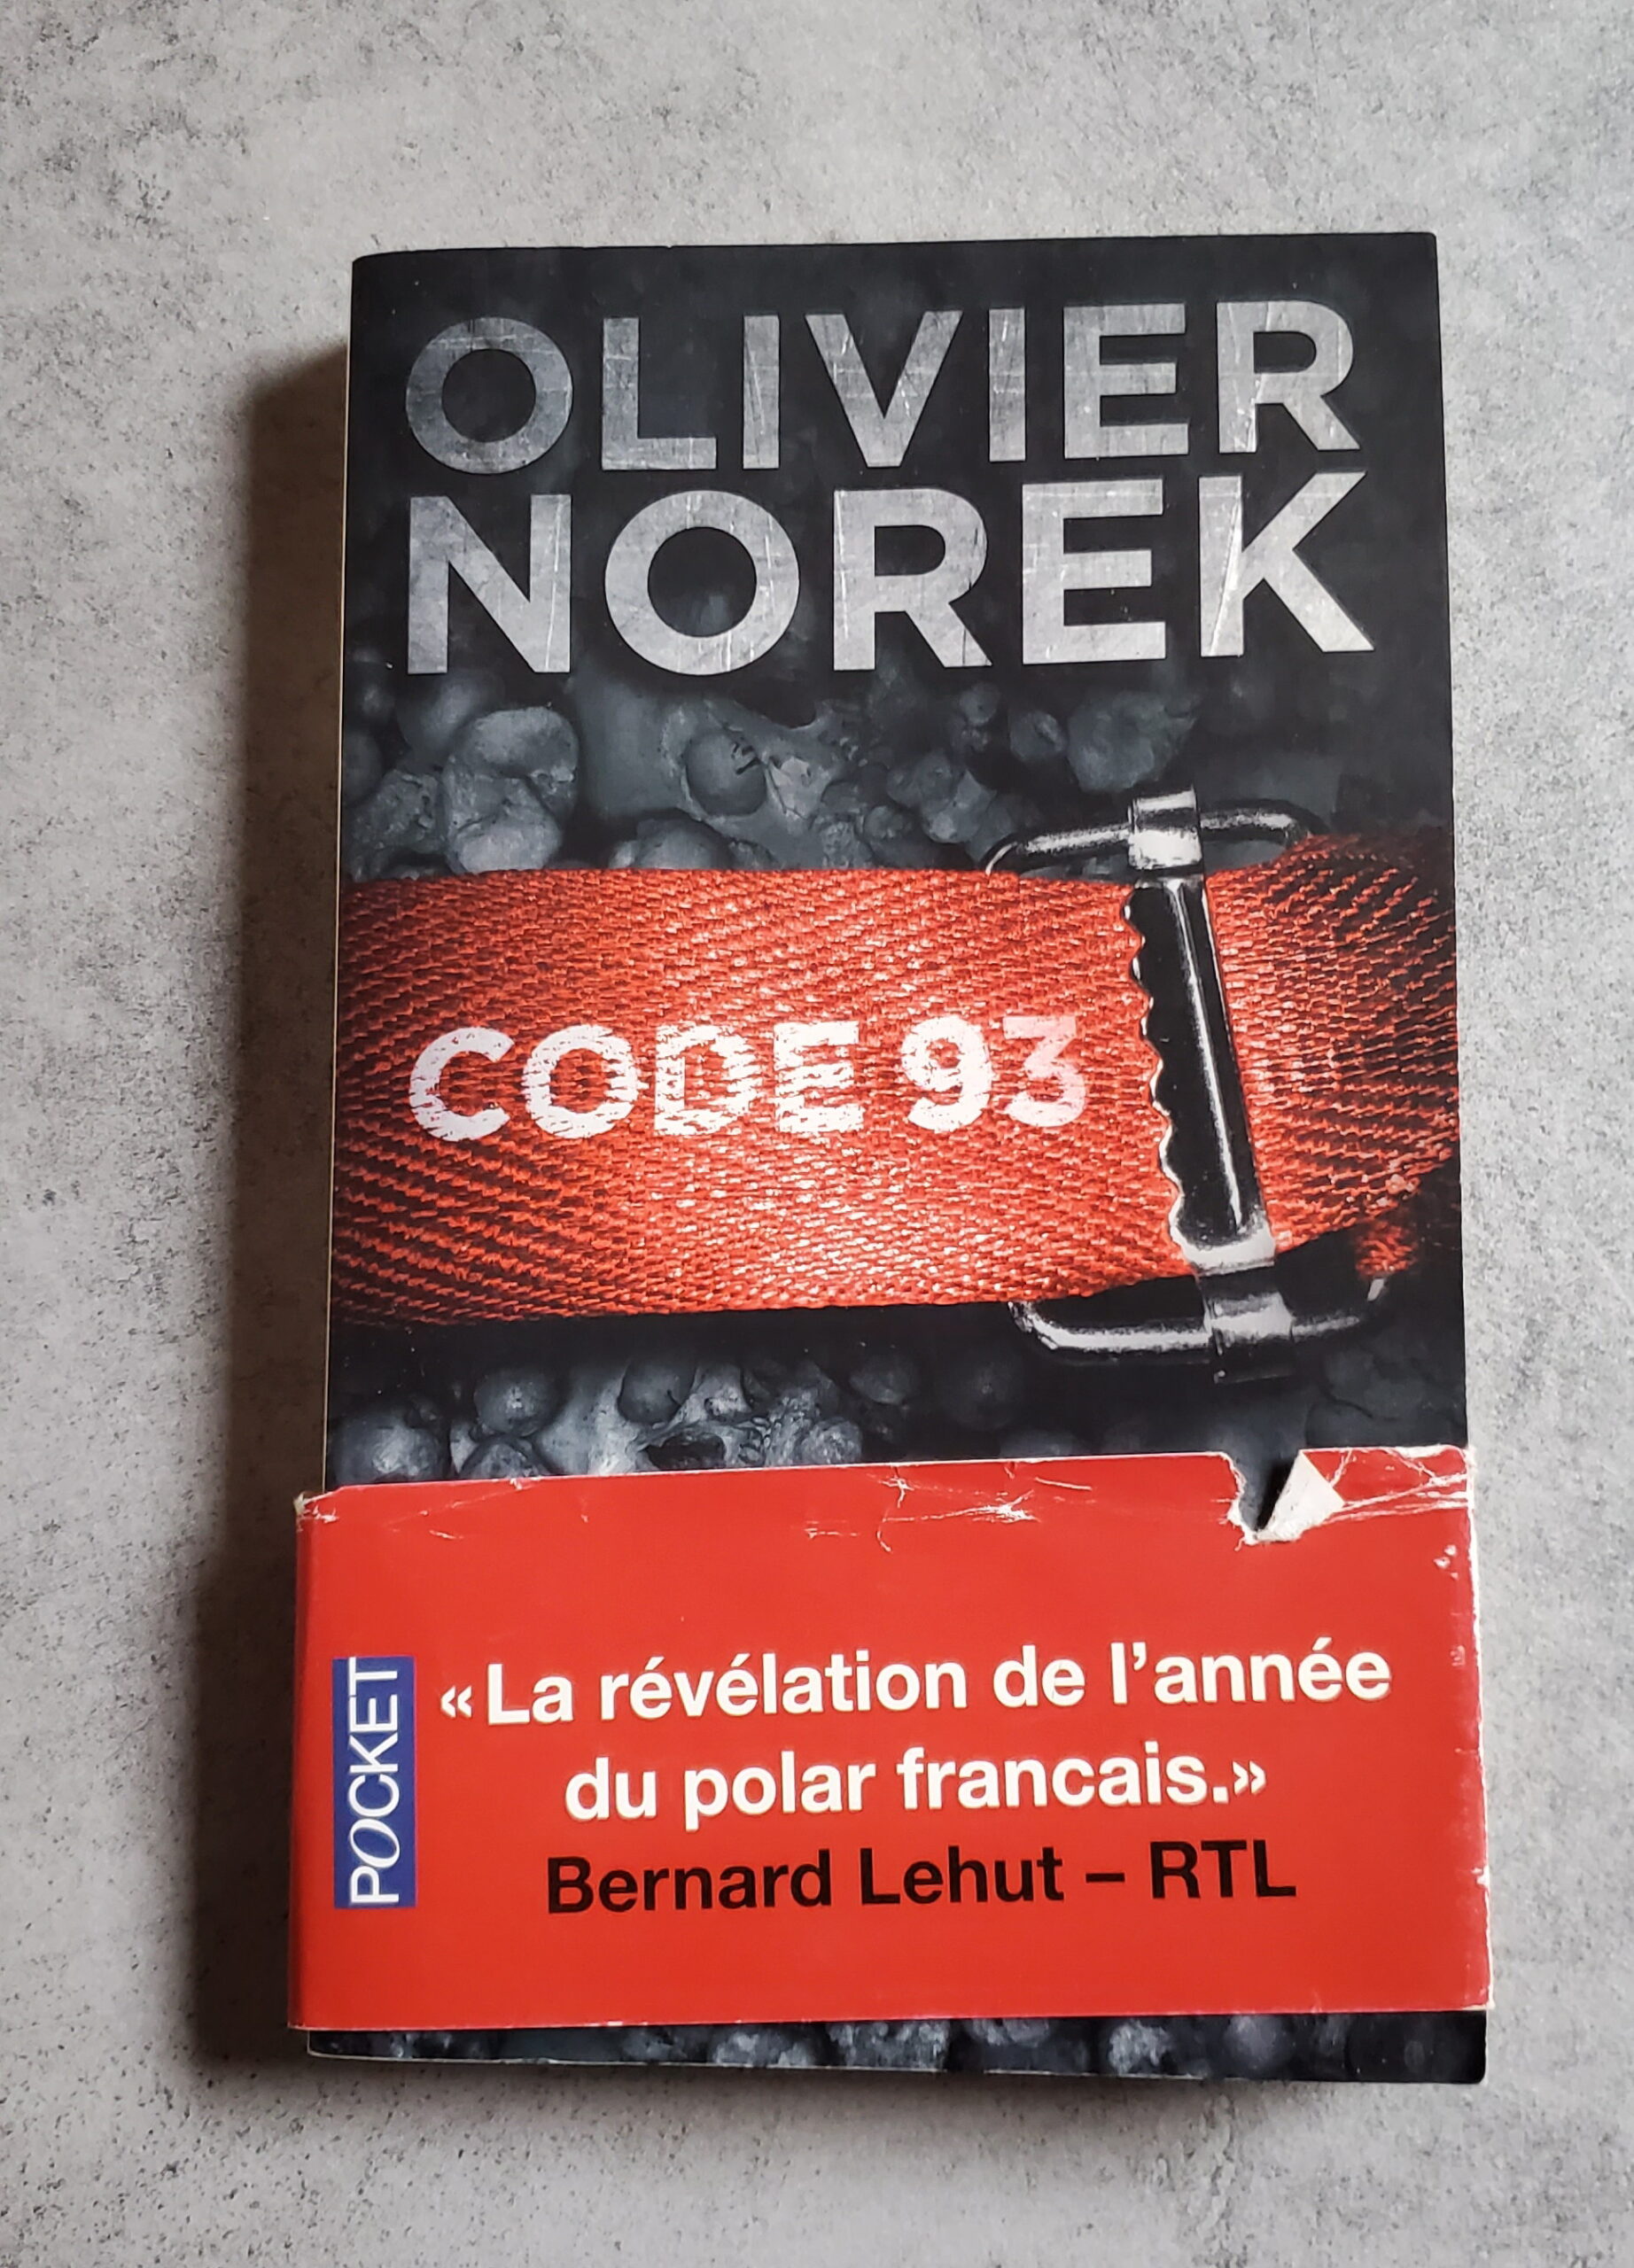 OLIVIER
NOREK
CODE 93
POCKET
« La révélation de l'année
du polar francais.»
Bernard Lehut – RTL